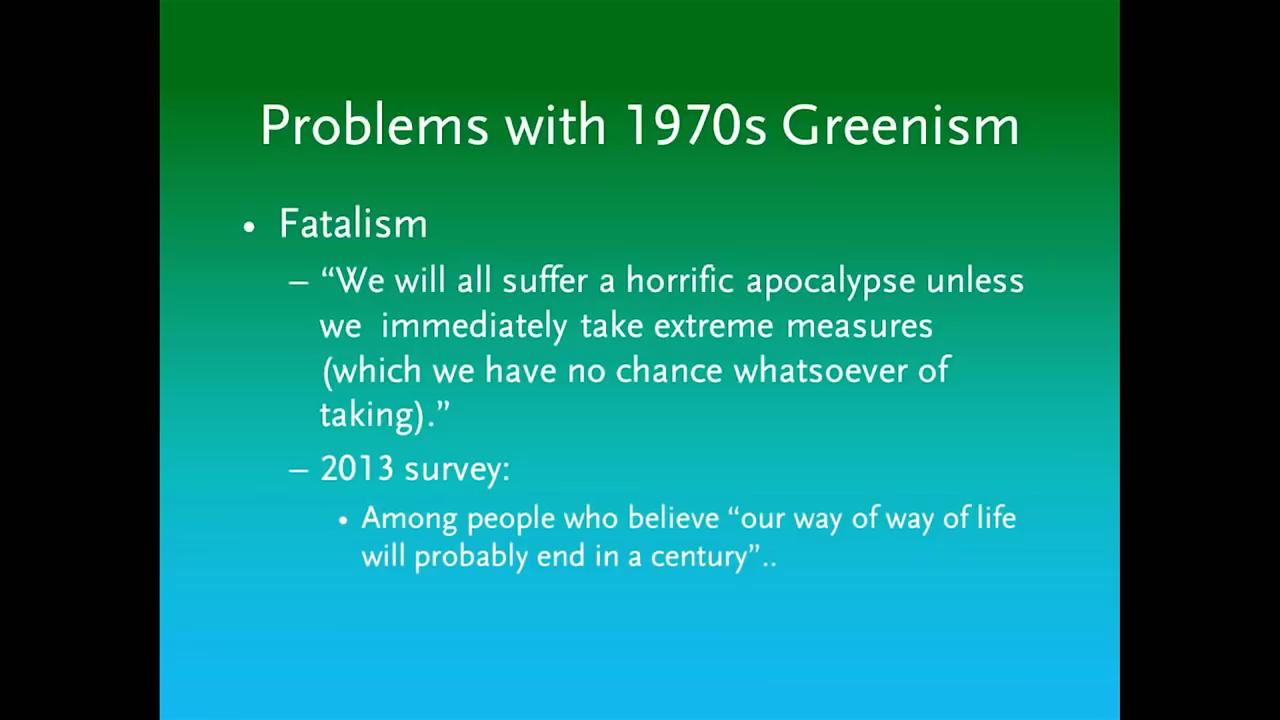 Problems with 1970s Greenism
• Fatalism
– “We will all suffer a horrific apocalypse unless
we immediately take extreme measures
(which we have no chance whatsoever of
taking).”
– 2013 survey:
• Among people who believe “our way of way of life
will probably end in a century”..